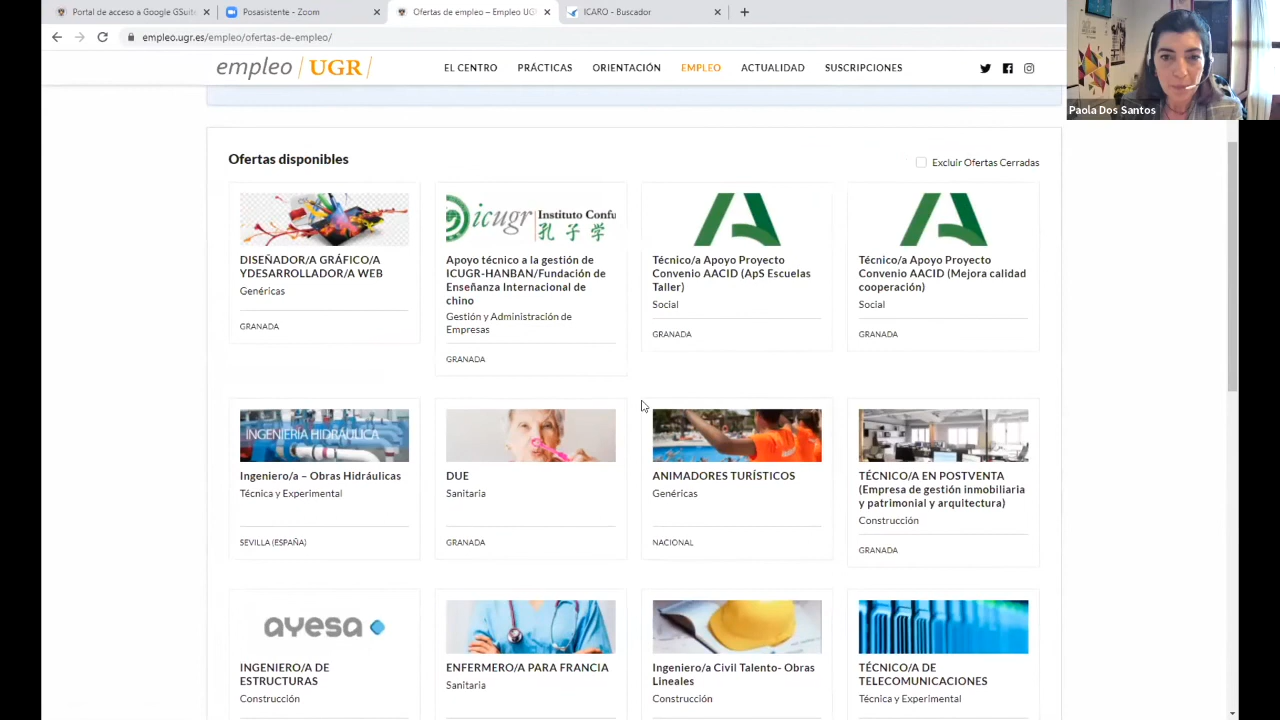 Portal de acceso a Google GSuite
Posasistente - Zoom
Ofertas de empleo – Empleo UG
ICARO - Buscador
empleo.ugr.es/empleo/ofertas-de-empleo/
empleo / UGR /
EL CENTRO
PRÁCTICAS
ORIENTACIÓN
EMPLEO
ACTUALIDAD
SUSCRIPCIONES
Paola Dos Santos
Ofertas disponibles
Excluir Ofertas Cerradas
DISEÑADOR/A GRÁFICO/A
YDESARROLLADOR/A WEB
Genéricas
GRANADA
icugr Instituto Confu
孔子学
Apoyo técnico a la gestión de
ICUGR-HANBAN/Fundación de
Enseñanza Internacional de
chino
Gestión y Administración de
Empresas
GRANADA
Técnico/a Apoyo Proyecto
Convenio AACID (ApS Escuelas
Taller)
Social
GRANADA
Técnico/a Apoyo Proyecto
Convenio AACID (Mejora calidad
cooperación)
Social
GRANADA
INGENIERÍA HIDRÁULICA
Ingeniero/a – Obras Hidráulicas
Técnica y Experimental
SEVILLA (ESPAÑA)
DUE
Sanitaria
GRANADA
ANIMADORES TURÍSTICOS
Genéricas
NACIONAL
TÉCNICO/A EN POSTVENTA
(Empresa de gestión inmobiliaria
y patrimonial y arquitectura)
Construcción
GRANADA
ayesa
INGENIERO/A DE
ESTRUCTURAS
Construcción
ENFERMERO/A PARA FRANCIA
Sanitaria
Ingeniero/a Civil Talento- Obras
Lineales
Construcción
TÉCNICO/A DE
TELECOMUNICACIONES
Técnica y Experimental